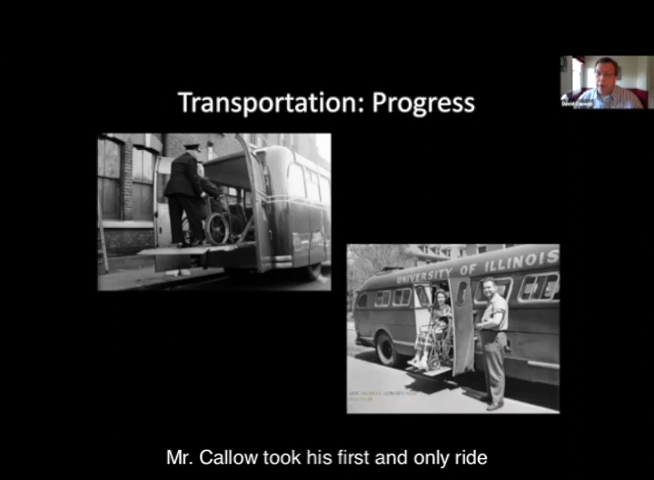 Transportation: Progress
UNIVERSITY OF ILLINOIS
Mr. Callow took his first and only ride